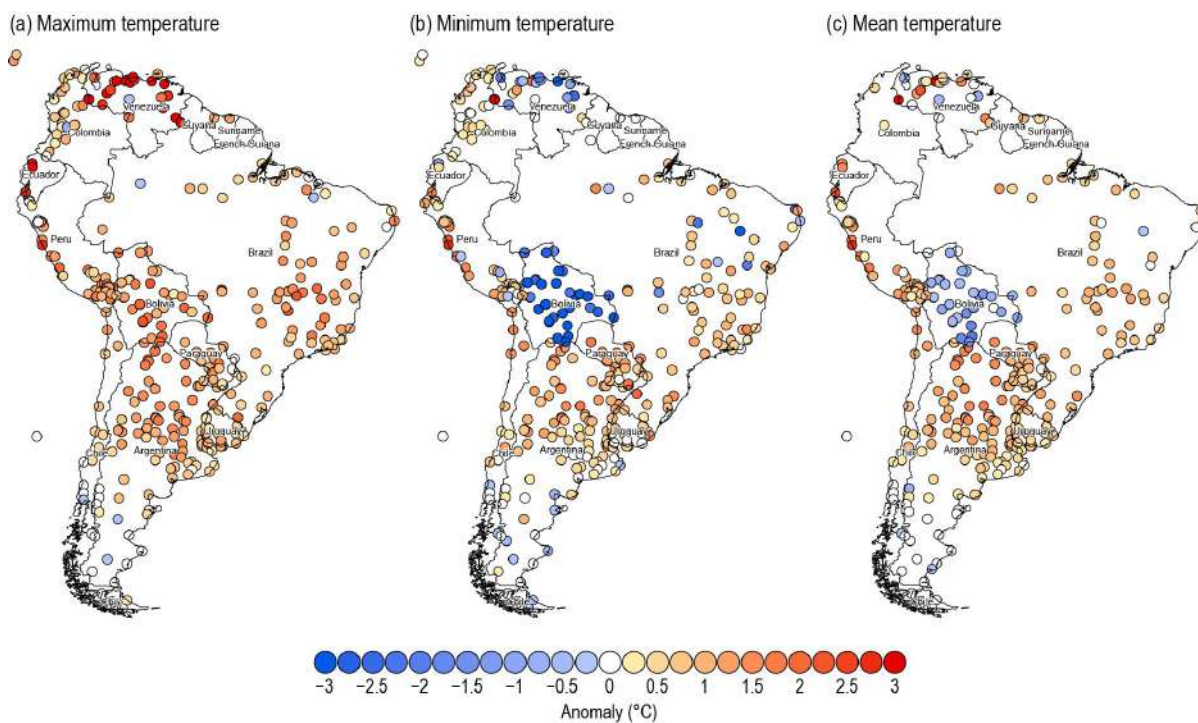 (a) Maximum temperature
(b) Minimum temperature
(c) Mean temperature
Venezuela
Guyana
Colombia
Suriname
French Guiana
Ecuador
Peru
Brazil
Bolivia
Paraguay
Uruguay
Chile
Argentina
Chile
Venezuela
Guyana
Colombia
Suriname
French Guiana
Ecuador
Peru
Brazil
Bolivia
Paraguay
Uruguay
Chile
Argentina
Chile
Venezuela
Guyana
Colombia
Suriname
French Guiana
Ecuador
Peru
Brazil
Bolivia
Paraguay
Uruguay
Chile
Argentina
Chile
−3 −2.5 −2 −1.5 −1 −0.5 0 0.5 1 1.5 2 2.5 3
Anomaly (°C)